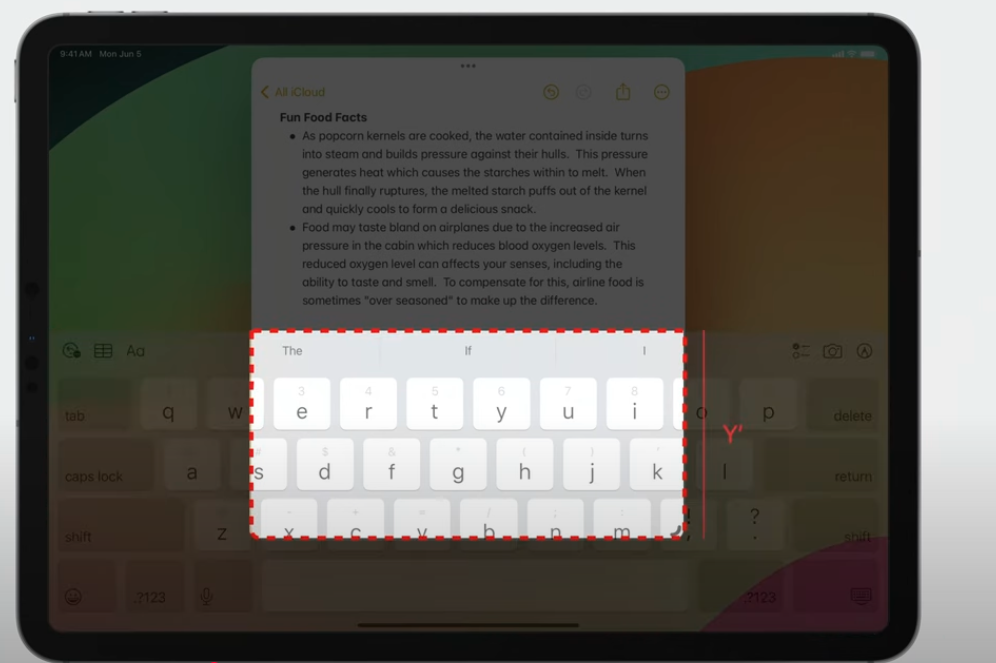 9:41 AM Mon Jun 5
All iCloud
Fun Food Facts
• As popcorn kernels are cooked, the water contained inside turns
into steam and builds pressure against their hulls. This pressure
generates heat which causes the starches within to melt. When
the hull finally ruptures, the melted starch puffs out of the kernel
and quickly cools to form a delicious snack.
• Food may taste bland on airplanes due to the increased air
pressure in the cabin which reduces blood oxygen levels. This
reduced oxygen level can affects your senses, including the
ability to taste and smell. To compensate for this, airline food is
sometimes "over seasoned" to make up the difference.
Aa The If I
3 4 5 6 7 8
tab q w e r t y u i o p delete
Y'
# $ & * ( ) '
caps lock a s d f g h j k l return
- + = / ; : ! ?
shift z x c v b n m , . shift
.?123 .?123